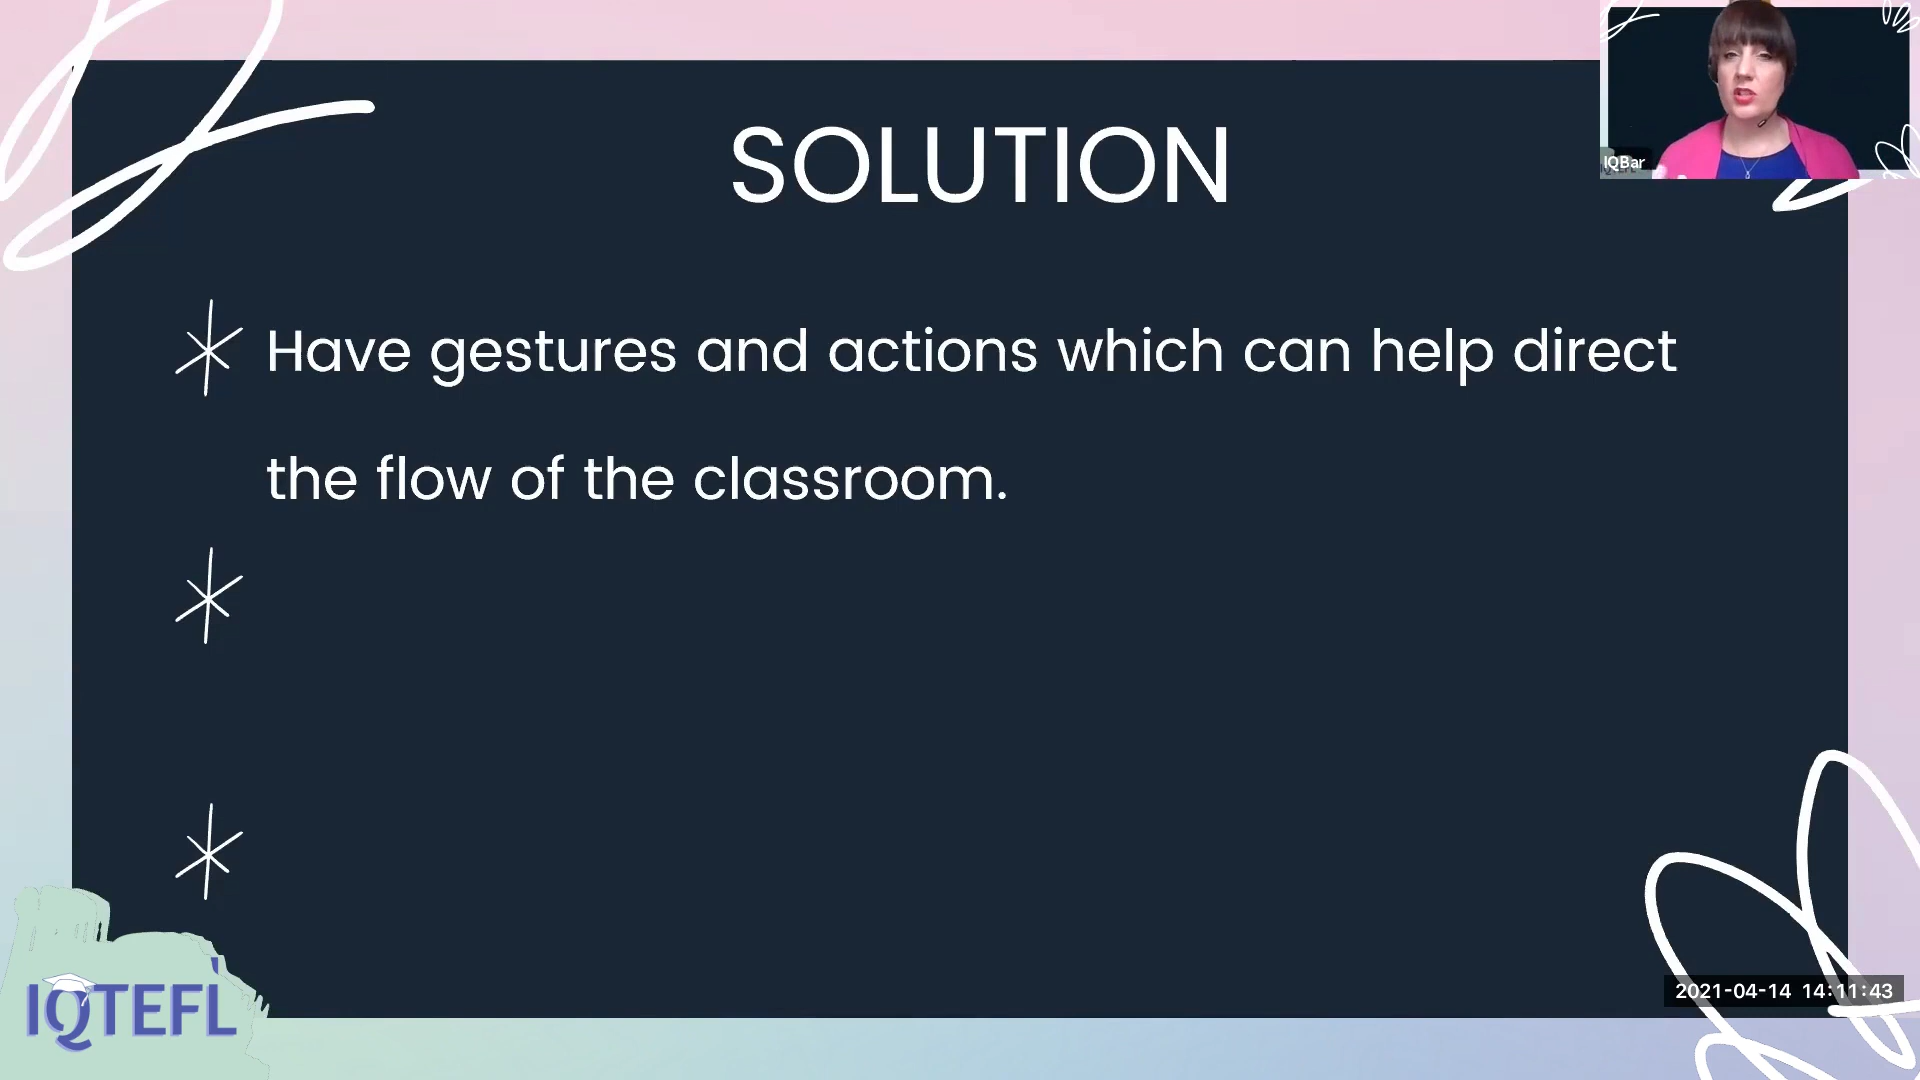 SOLUTION
IQBar
Have gestures and actions which can help direct
the flow of the classroom.
IQTEFL
2021-04-14 14:11:43